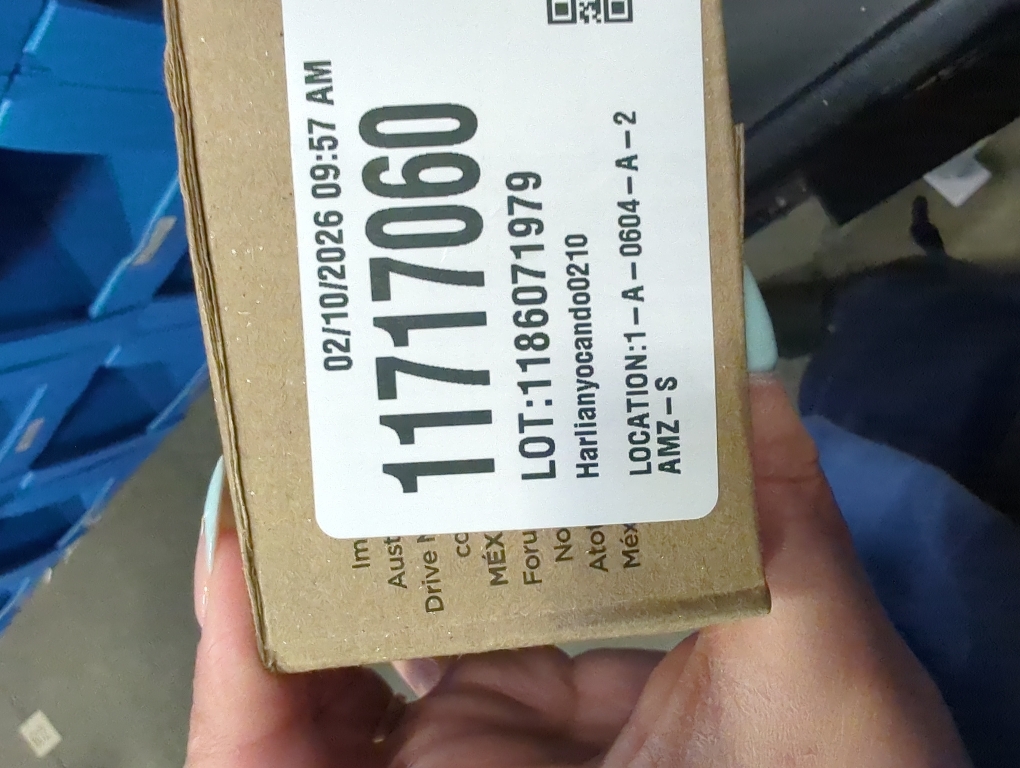 02/10/2026 09:57 AM
11717060
LOT:1186071979
Harlianyocando0210
LOCATION:1-A-0604-A-2
AMZ-S
Im
Aust
Drive
co
MÉX
Foru
No
Ato
Méx